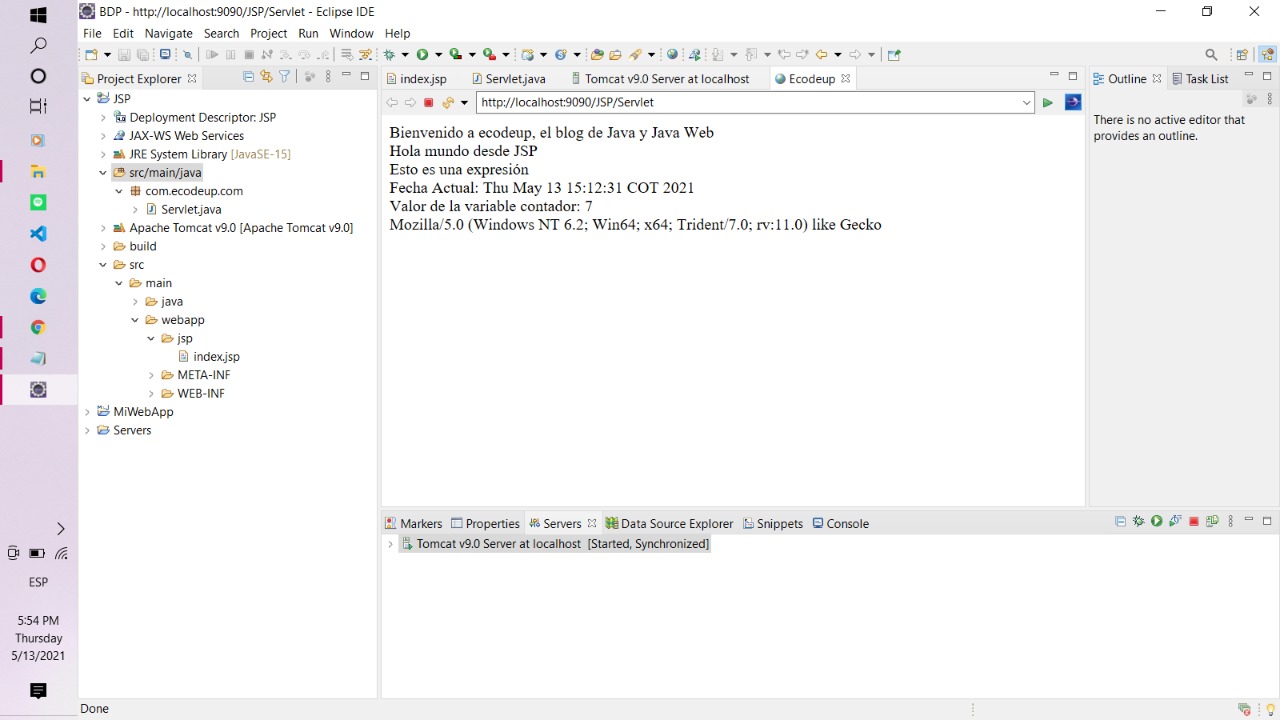 BDP - http://localhost:9090/JSP/Servlet - Eclipse IDE
File Edit Navigate Search Project Run Window Help
Project Explorer
JSP
Deployment Descriptor: JSP
JAX-WS Web Services
JRE System Library [JavaSE-15]
src/main/java
com.ecodeup.com
Servlet.java
Apache Tomcat v9.0 [Apache Tomcat v9.0]
build
src
main
java
webapp
jsp
index.jsp
META-INF
WEB-INF
MiWebApp
Servers
index.jsp Servlet.java Tomcat v9.0 Server at localhost Ecodeup
http://localhost:9090/JSP/Servlet
Bienvenido a ecodeup, el blog de Java y Java Web
Hola mundo desde JSP
Esto es una expresión
Fecha Actual: Thu May 13 15:12:31 COT 2021
Valor de la variable contador: 7
Mozilla/5.0 (Windows NT 6.2; Win64; x64; Trident/7.0; rv:11.0) like Gecko
Outline Task List
There is no active editor that
provides an outline.
Markers Properties Servers Data Source Explorer Snippets Console
Tomcat v9.0 Server at localhost [Started, Synchronized]
ESP
5:54 PM
Thursday
5/13/2021
Done